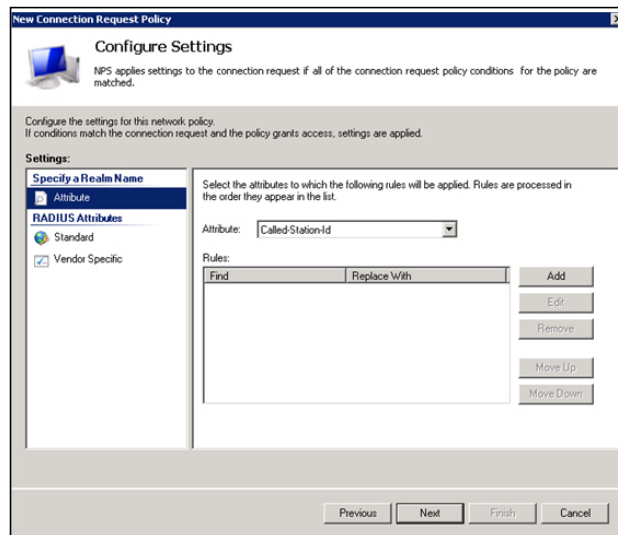 New Connection Request Policy
Configure Settings
NPS applies settings to the connection request if all of the connection request policy conditions for the policy are
matched.
Configure the settings for this network policy.
If conditions match the connection request and the policy grants access, settings are applied.
Settings:
Specify a Realm Name
Attribute
RADIUS Attributes
Standard
Vendor Specific
Select the attributes to which the following rules will be applied. Rules are processed in
the order they appear in the list.
Attribute: Called-Station-Id
Rules:
Find Replace With
Add
Edit
Remove
Move Up
Move Down
Previous Next Finish Cancel